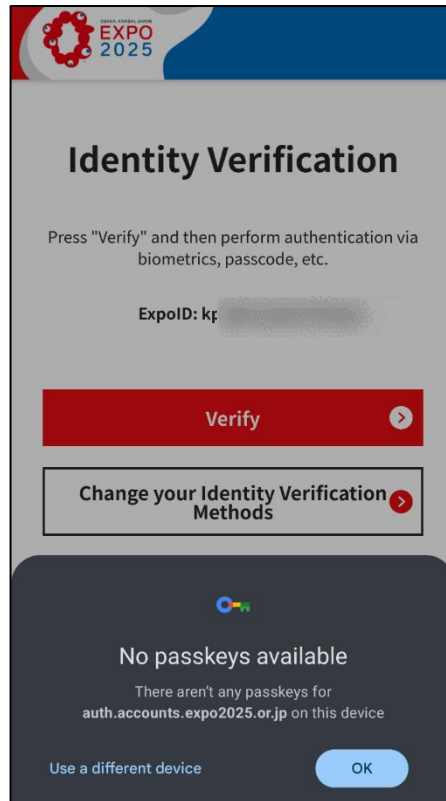 OSAKA, KANSAI, JAPAN
EXPO
2025
Identity Verification
Press "Verify" and then perform authentication via
biometrics, passcode, etc.
ExpoID:
Verify
Change your Identity Verification
Methods
No passkeys available
There aren't any passkeys for
auth.accounts.expo2025.or.jp on this device
Use a different device
OK